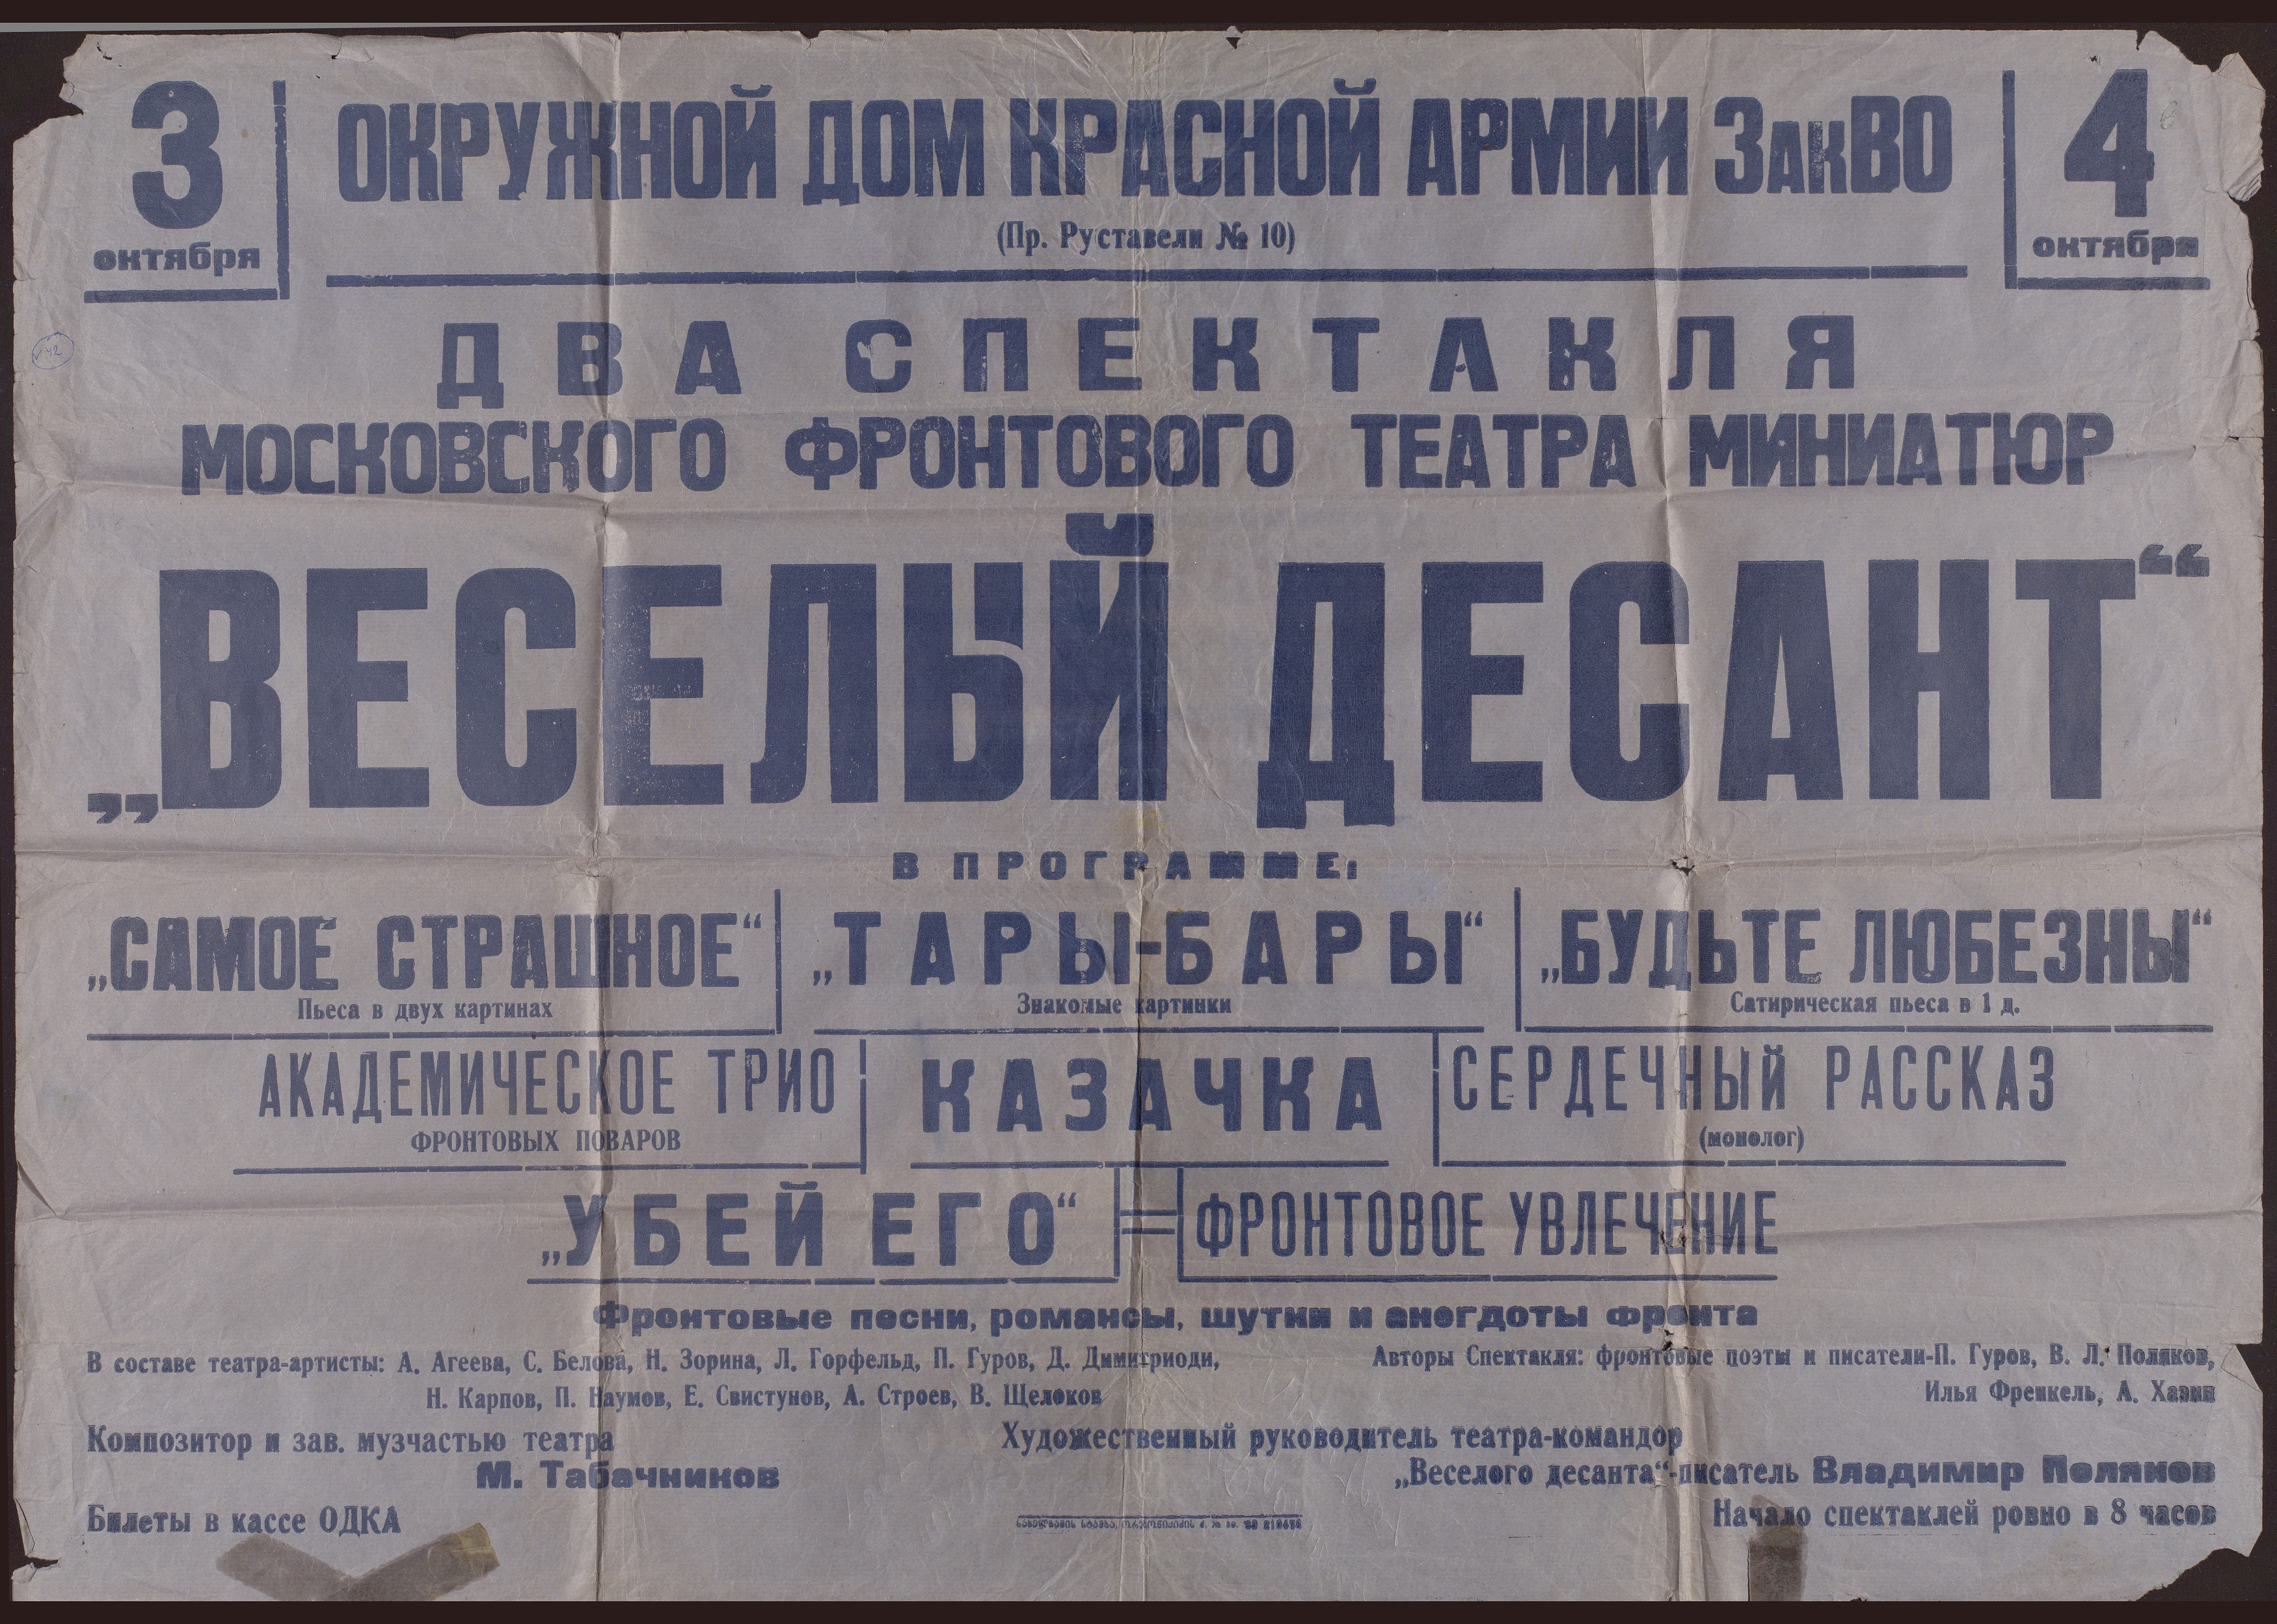 3
октября
ОКРУЖНОЙ ДОМ КРАСНОЙ АРМИИ ЗакВО
(Пр. Руставели № 10)
4
октября
ДВА СПЕКТАКЛЯ
МОСКОВСКОГО ФРОНТОВОГО ТЕАТРА МИНИАТЮР
„ВЕСЕЛЫЙ ДЕСАНТ“
В ПРОГРАММЕ:
„САМОЕ СТРАШНОЕ“
Пьеса в двух картинах
„ТАРЫ-БАРЫ“
Знакомые картинки
„БУДЬТЕ ЛЮБЕЗНЫ“
Сатирическая пьеса в 1 д.
АКАДЕМИЧЕСКОЕ ТРИО
ФРОНТОВЫХ ПОВАРОВ
КАЗАЧКА
СЕРДЕЧНЫЙ РАССКАЗ
(монолог)
„УБЕЙ ЕГО“
ФРОНТОВОЕ УВЛЕЧЕНИЕ
Фронтовые песни, романсы, шутки и анегдоты фронта
В составе театра-артисты: А. Агеева, С. Белова, Н. Зорина, Л. Горфельд, П. Гуров, Д. Димитриоди,
Н. Карпов, П. Наумов, Е. Свистунов, А. Строев, В. Щелоков
Авторы Спектакля: фронтовые поэты и писатели-П. Гуров, В. Л. Поляков,
Илья Френкель, А. Хазин
Композитор и зав. музчастью театра
М. Табачников
Художественный руководитель театра-командор
„Веселого десанта“-писатель Владимир Поляков
Билеты в кассе ОДКА
Начало спектаклей ровно в 8 часов
42